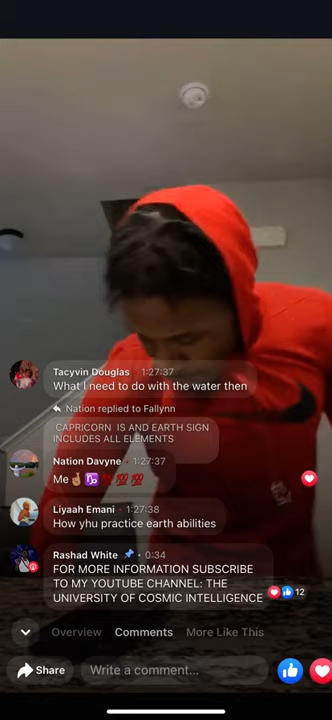 Tacyvin Douglas · 1:27:37
What I need to do with the water then
Nation replied to Fallynn
CAPRICORN IS AND EARTH SIGN
INCLUDES ALL ELEMENTS
Nation Davyne · 1:27:37
Me🤞🏽♑️💯💯💯
Liyaah Emani · 1:27:38
How yhu practice earth abilities
Rashad White 📌 · 0:34
FOR MORE INFORMATION SUBSCRIBE
TO MY YOUTUBE CHANNEL: THE
UNIVERSITY OF COSMIC INTELLIGENCE
12
Overview Comments More Like This
Share Write a comment...